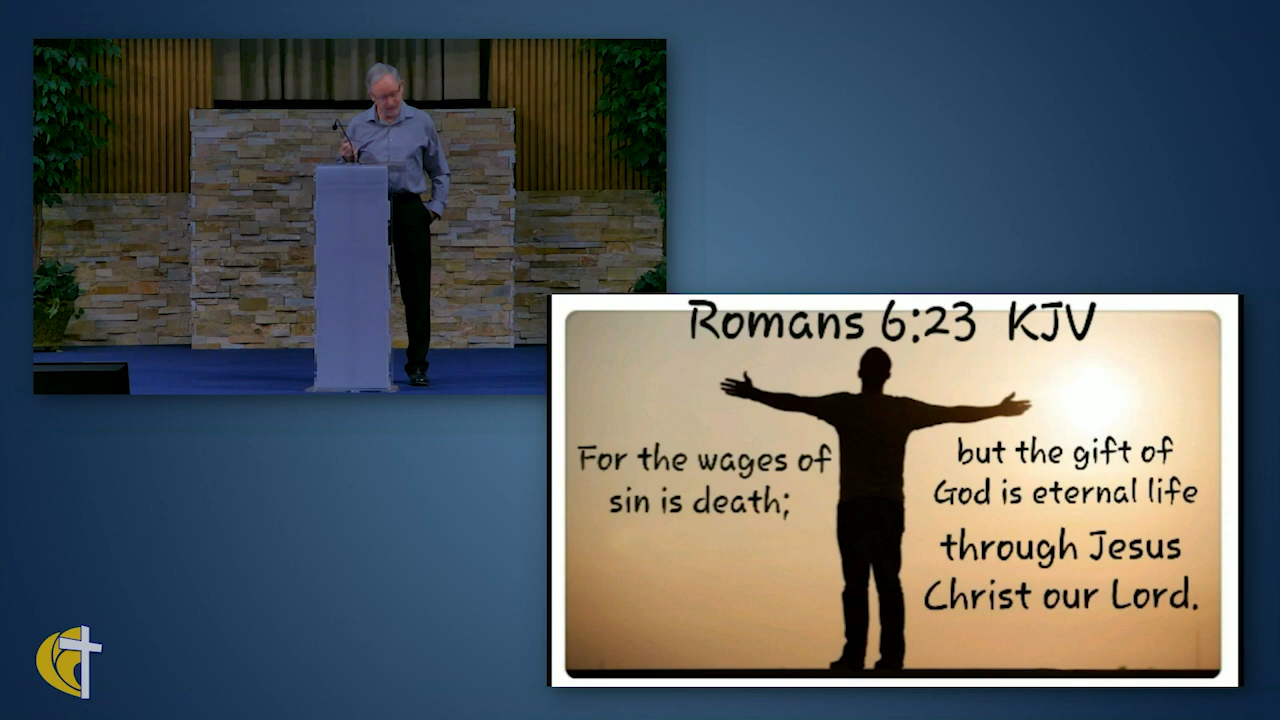 Romans 6:23 KJV
For the wages of
sin is death;
but the gift of
God is eternal life
through Jesus
Christ our Lord.